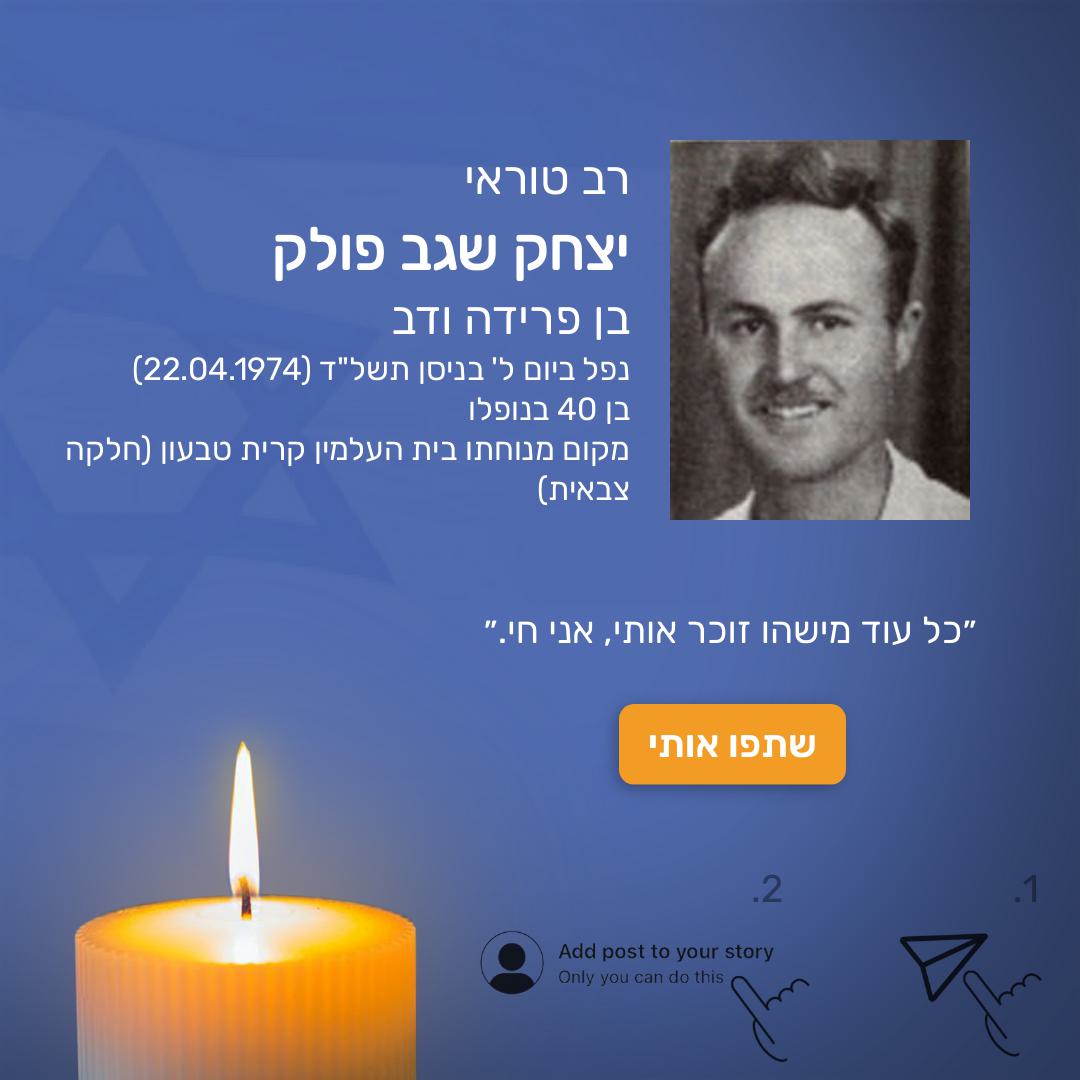 רב טוראי
יצחק שגב פולק
בן פרידה ודב
נפל ביום ל' בניסן תשל"ד (22.04.1974)
בן 40 בנופלו
מקום מנוחתו בית העלמין קרית טבעון (חלקה
צבאית)
״כל עוד מישהו זוכר אותי, אני חי.״
שתפו אותי
1.
2.
Add post to your story
Only you can do this